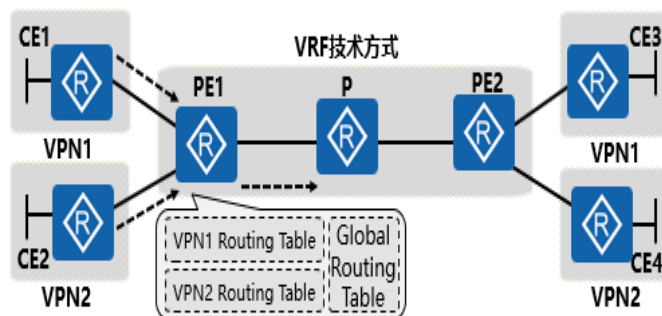 CE1
VRF技术方式
CE3
PE1
P
PE2
R
R
R
R
R
VPN1
VPN1
R
R
CE2
VPN1 Routing Table
Global
Routing
Table
VPN2 Routing Table
CE4
VPN2
VPN2